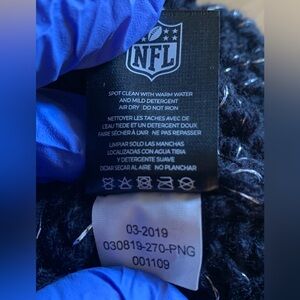 NFL
SPOT CLEAN WITH WARM WATER
AND MILD DETERGENT
AIR DRY. DO NOT IRON
NETTOYER LES TACHES AVEC DE
L'EAU TIEDE ET UN DETERGENT DOUX.
FAIRE SÉCHER À L'AIR NE PAS REPASSER
LIMPIAR SOLO LAS MANCHAS
LOCALIZADAS CON AGUA TIBIA
Y DETERGENTE SUAVE
DEJAR SECAR AL AIRE NO PLANCHAR
03-2019
030819-270-PNG
001109